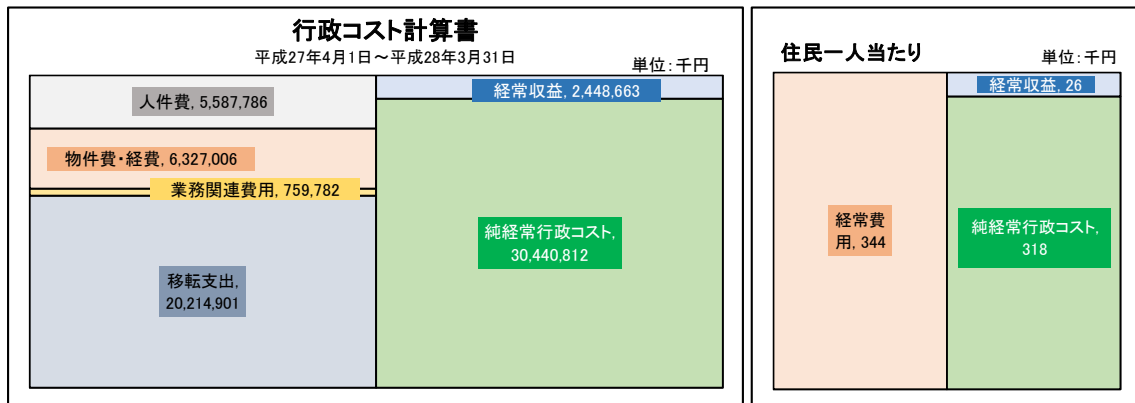 行政コスト計算書
平成27年4月1日～平成28年3月31日
単位：千円
人件費, 5,587,786
物件費・経費, 6,327,006
業務関連費用, 759,782
移転支出,
20,214,901
経常収益, 2,448,663
純経常行政コスト,
30,440,812
住民一人当たり
単位：千円
経常費
用, 344
経常収益, 26
純経常行政コスト,
318